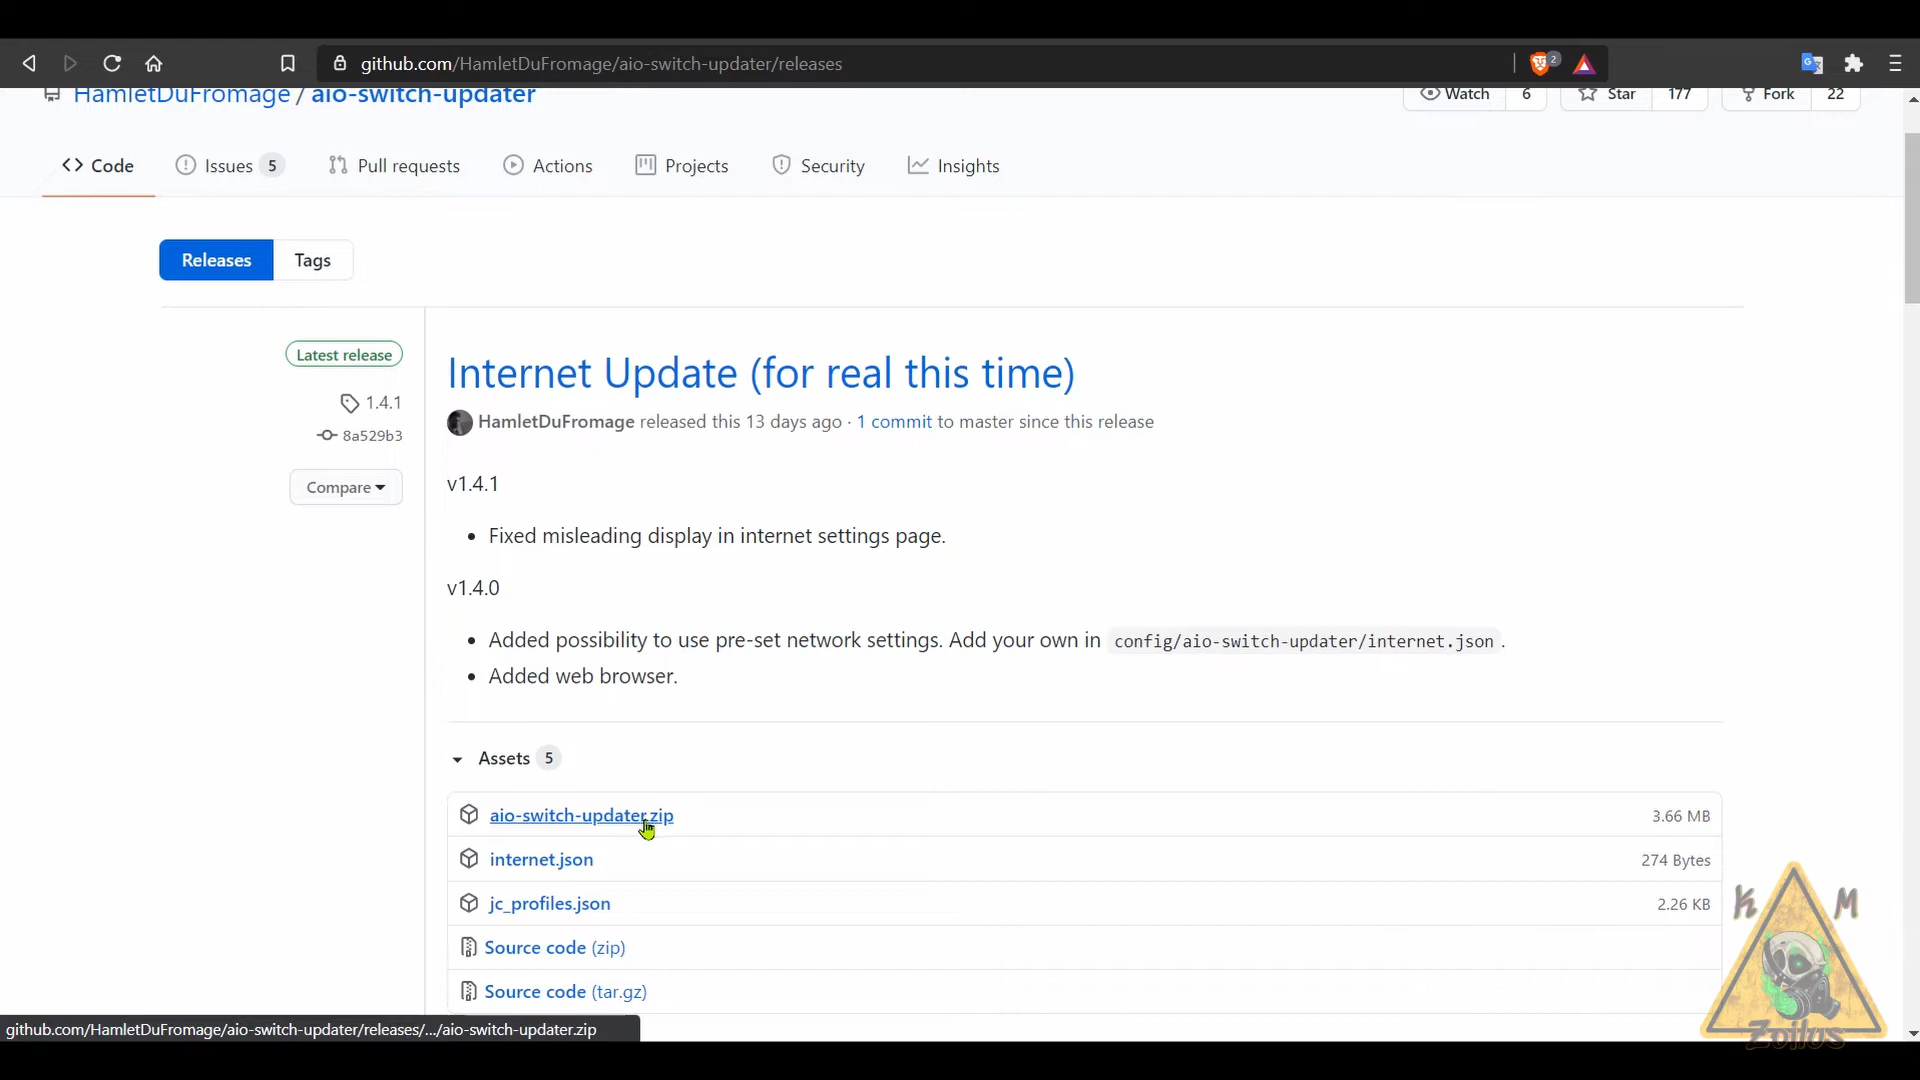 github.com/HamletDuFromage/aio-switch-updater/releases
2
HamletDuFromage / aio-switch-updater
Watch 6
Star 177
Fork 22
Code
Issues 5
Pull requests
Actions
Projects
Security
Insights
Releases
Tags
Latest release
1.4.1
8a529b3
Compare
Internet Update (for real this time)
HamletDuFromage released this 13 days ago · 1 commit to master since this release
v1.4.1
• Fixed misleading display in internet settings page.
v1.4.0
• Added possibility to use pre-set network settings. Add your own in config/aio-switch-updater/internet.json .
• Added web browser.
Assets 5
aio-switch-updater.zip 3.66 MB
internet.json 274 Bytes
jc_profiles.json 2.26 KB
Source code (zip)
Source code (tar.gz)
github.com/HamletDuFromage/aio-switch-updater/releases/.../aio-switch-updater.zip
K M
Zoilus